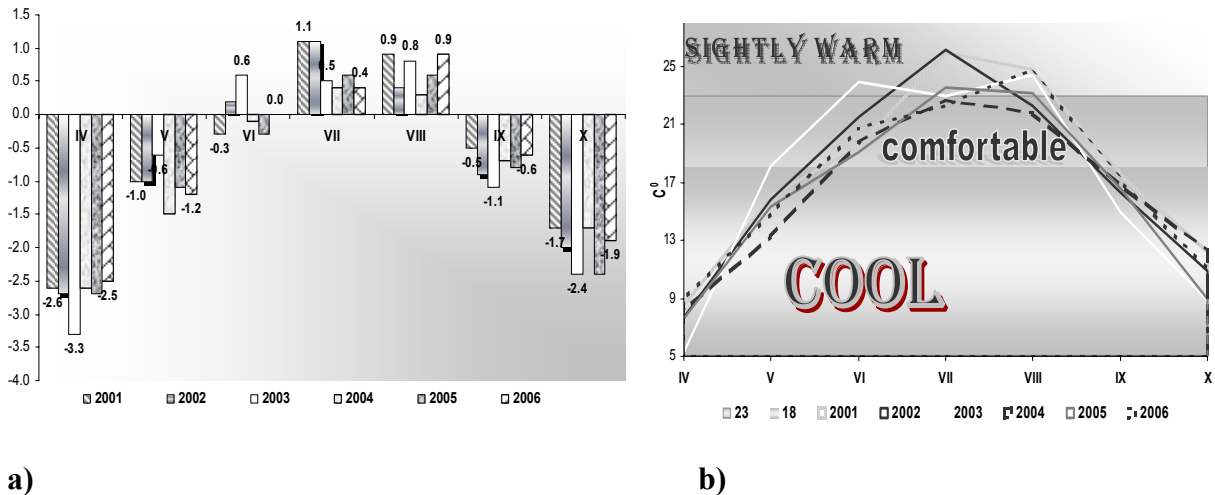 1.5
1.0
0.5
0.0
-0.5
-1.0
-1.5
-2.0
-2.5
-3.0
-3.5
-4.0
IV V VI VII VIII IX X
-2.6 -3.3 -2.5
-1.0 -0.6 -1.2
-0.3 0.6 0.0
1.1 0.5 0.4
0.9 0.8 0.9
-0.5 -1.1 -0.6
-1.7 -2.4 -1.9
2001 2002 2003 2004 2005 2006
a)
SIGHTLY WARM
comfortable
COOL
C⁰
25
21
17
13
9
5
IV V VI VII VIII IX X
23 18 2001 2002 2003 2004 2005 2006
b)